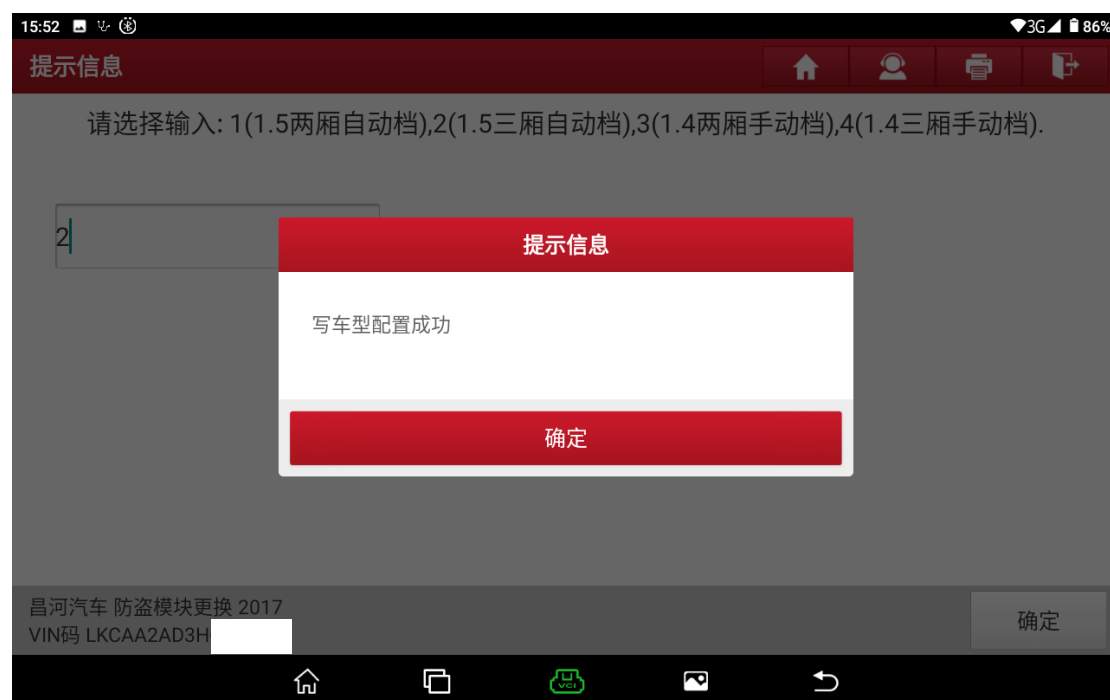 15:52
3G
86%
提示信息
请选择输入: 1(1.5两厢自动档),2(1.5三厢自动档),3(1.4两厢手动档),4(1.4三厢手动档).
2
提示信息
写车型配置成功
确定
昌河汽车 防盗模块更换 2017
VIN码 LKCAA2AD3H
确定
VCI